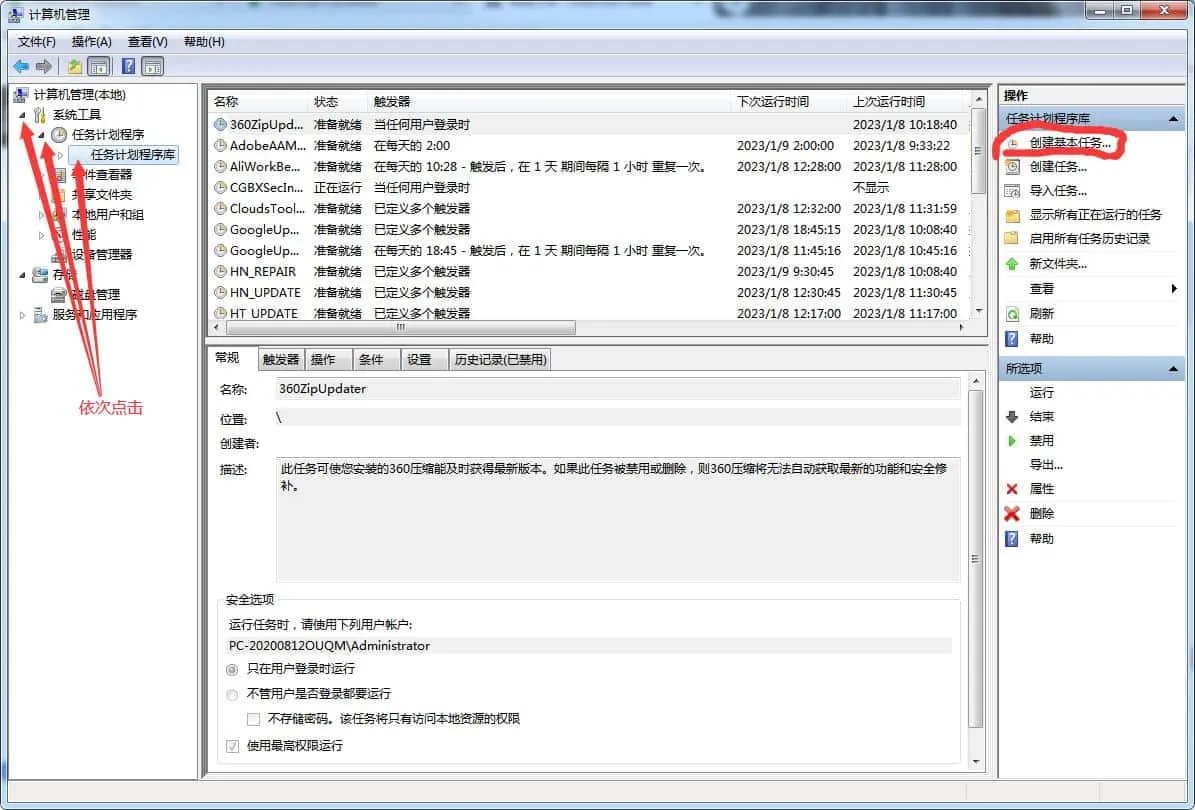 计算机管理
文件(F) 操作(A) 查看(V) 帮助(H)
计算机管理(本地)
系统工具
任务计划程序
任务计划程序库
事件查看器
共享文件夹
本地用户和组
性能
设备管理器
存储
磁盘管理
服务和应用程序
依次点击
名称 状态 触发器 下次运行时间 上次运行时间
360ZipUpd... 准备就绪 当任何用户登录时 2023/1/8 10:18:40
AdobeAAM... 准备就绪 在每天的 2:00 2023/1/9 2:00:00 2023/1/8 9:33:22
AliWorkBe... 准备就绪 在每天的 10:28 - 触发后，在 1 天 期间每隔 1 小时 重复一次。 2023/1/8 12:28:00 2023/1/8 11:28:00
CGBXSecIn... 正在运行 当任何用户登录时 不显示
CloudsTool... 准备就绪 已定义多个触发器 2023/1/8 12:32:00 2023/1/8 11:31:59
GoogleUp... 准备就绪 已定义多个触发器 2023/1/8 18:45:15 2023/1/8 10:08:40
GoogleUp... 准备就绪 在每天的 18:45 - 触发后，在 1 天 期间每隔 1 小时 重复一次。 2023/1/8 11:45:16 2023/1/8 10:45:16
HN_REPAIR 准备就绪 已定义多个触发器 2023/1/9 9:30:45 2023/1/8 10:08:40
HN_UPDATE 准备就绪 已定义多个触发器 2023/1/8 12:30:45 2023/1/8 11:30:45
HT_UPDATE 准备就绪 已定义多个触发器 2023/1/8 12:17:00 2023/1/8 11:17:00
常规 触发器 操作 条件 设置 历史记录(已禁用)
名称: 360ZipUpdater
位置: \
创建者:
描述: 此任务可使您安装的360压缩能及时获得最新版本。如果此任务被禁用或删除，则360压缩将无法自动获取最新的功能和安全修
补。
安全选项
运行任务时，请使用下列用户帐户:
PC-20200812OUQM\Administrator
只在用户登录时运行
不管用户是否登录都要运行
不存储密码。该任务将只有访问本地资源的权限
使用最高权限运行
操作
任务计划程序库
创建基本任务...
创建任务...
导入任务...
显示所有正在运行的任务
启用所有任务历史记录
新文件夹...
查看
刷新
帮助
所选项
运行
结束
禁用
导出...
属性
删除
帮助